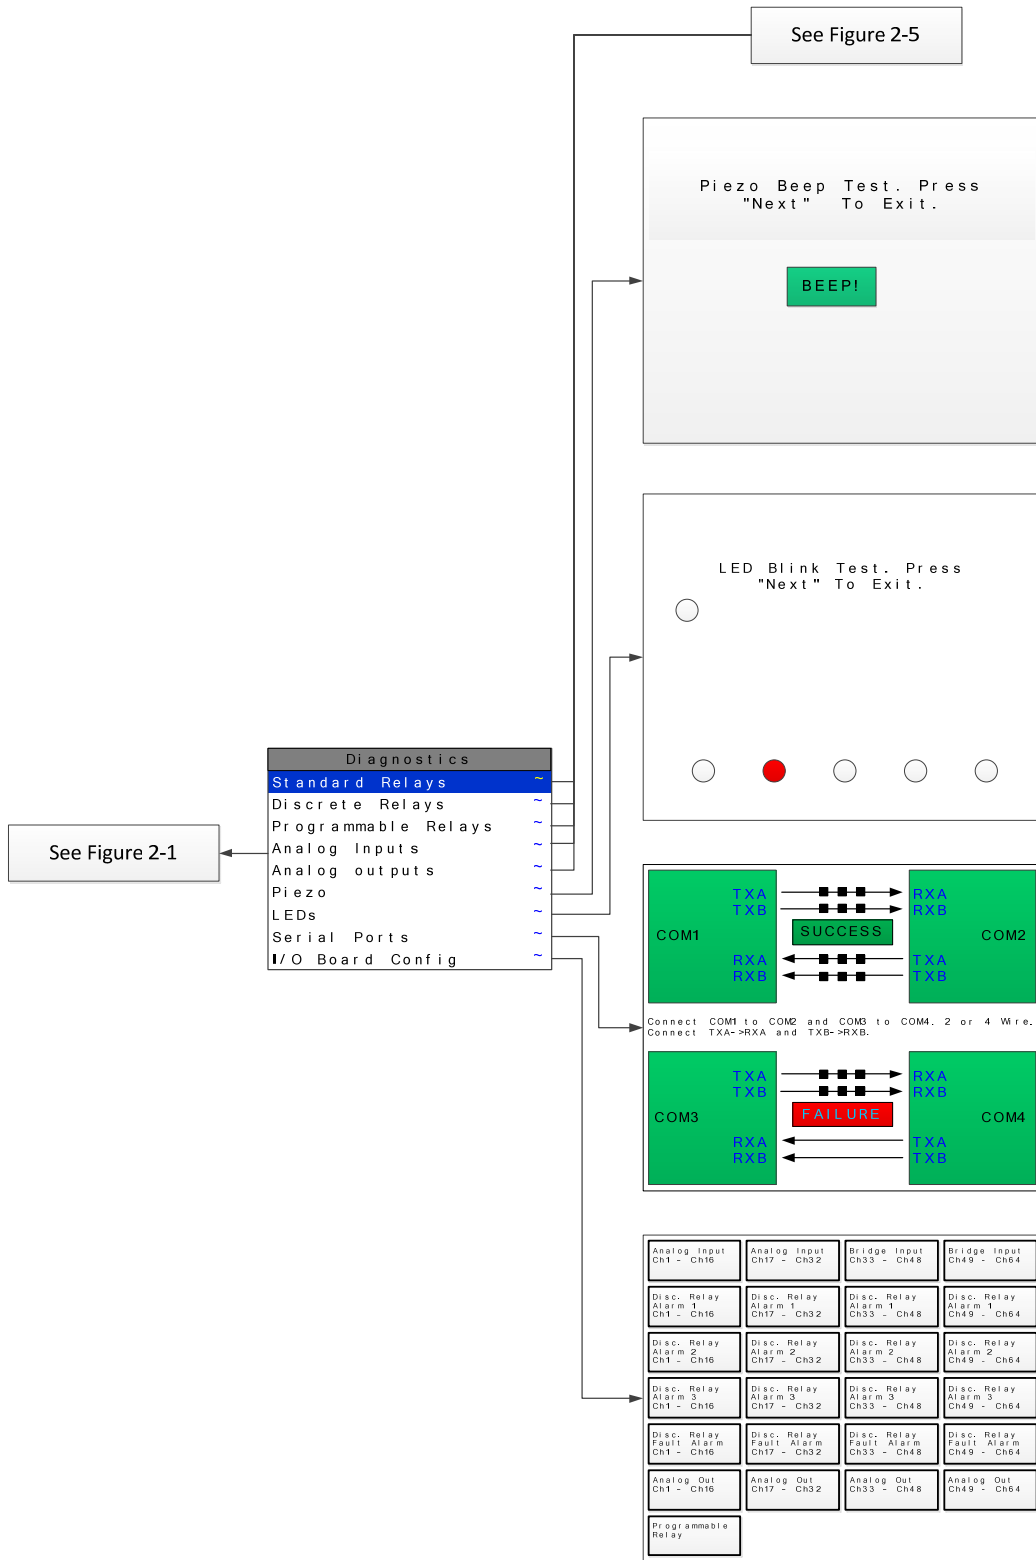 See Figure 2-5
Piezo Beep Test. Press
"Next" To Exit.
BEEP!
LED Blink Test. Press
"Next" To Exit.
Diagnostics
Standard Relays ~
Discrete Relays ~
Programmable Relays ~
Analog Inputs ~
Analog outputs ~
Piezo ~
LEDs ~
Serial Ports ~
I/O Board Config ~
See Figure 2-1
COM1
TXA
TXB
RXA
RXB
SUCCESS
RXA
RXB
TXA
TXB
COM2
Connect COM1 to COM2 and COM3 to COM4. 2 or 4 Wire.
Connect TXA->RXA and TXB->RXB.
COM3
TXA
TXB
RXA
RXB
FAILURE
RXA
RXB
TXA
TXB
COM4
Analog Input
Ch1 - Ch16
Analog Input
Ch17 - Ch32
Bridge Input
Ch33 - Ch48
Bridge Input
Ch49 - Ch64
Disc. Relay
Alarm 1
Ch1 - Ch16
Disc. Relay
Alarm 1
Ch17 - Ch32
Disc. Relay
Alarm 1
Ch33 - Ch48
Disc. Relay
Alarm 1
Ch49 - Ch64
Disc. Relay
Alarm 2
Ch1 - Ch16
Disc. Relay
Alarm 2
Ch17 - Ch32
Disc. Relay
Alarm 2
Ch33 - Ch48
Disc. Relay
Alarm 2
Ch49 - Ch64
Disc. Relay
Alarm 3
Ch1 - Ch16
Disc. Relay
Alarm 3
Ch17 - Ch32
Disc. Relay
Alarm 3
Ch33 - Ch48
Disc. Relay
Alarm 3
Ch49 - Ch64
Disc. Relay
Fault Alarm
Ch1 - Ch16
Disc. Relay
Fault Alarm
Ch17 - Ch32
Disc. Relay
Fault Alarm
Ch33 - Ch48
Disc. Relay
Fault Alarm
Ch49 - Ch64
Analog Out
Ch1 - Ch16
Analog Out
Ch17 - Ch32
Analog Out
Ch33 - Ch48
Analog Out
Ch49 - Ch64
Programmable
Relay